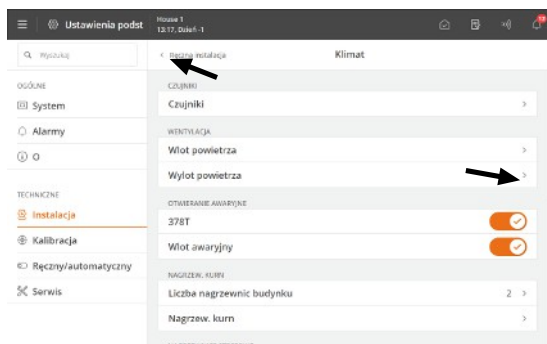 Ustawienia podst
House 1
13:17, Dzień -1
Wyszukaj
Ręczna instalacja
Klimat
OGÓLNE
System
Alarmy
O
TECHNICZNE
Instalacja
Kalibracja
Ręczny/automatyczny
Serwis
CZUJNIKI
Czujniki
WENTYLACJA
Wlot powietrza
Wylot powietrza
OTWIERANIE AWARYJNE
378T
Wlot awaryjny
NAGRZEW. KURN
Liczba nagrzewnic budynku 2
Nagrzew. kurn